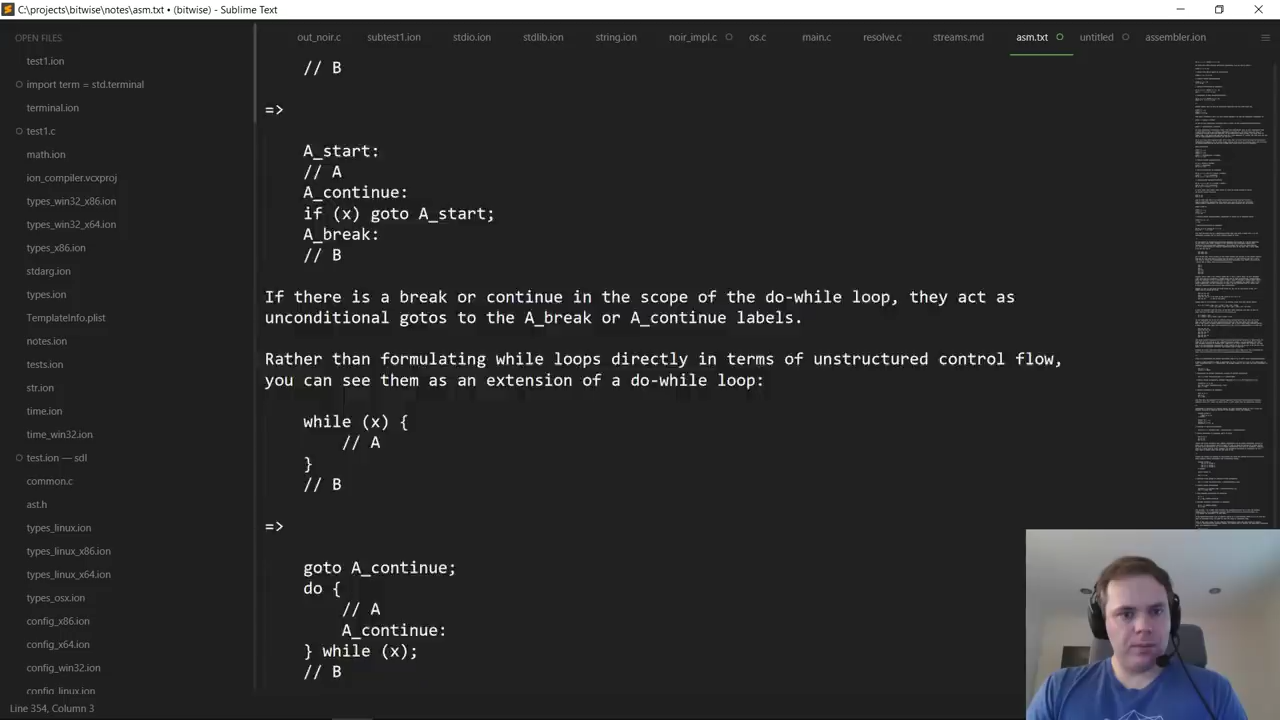 C:\projects\bitwise\notes\asm.txt • (bitwise) - Sublime Text
OPEN FILES
test1.ion
import term = std.terminal
terminal.ion
test1.c
math.ion
ion_compiler.vcxproj
types_win32_x86.ion
types_win32_x64.ion
types_x86.ion
stdarg.ion
types.ion
TemplateInfo.plist
notes.ion
tests.ion
str.ion
time.ion
time_win32.ion
test.ion — sdl
common.c
ast.h
types_linux.ion
types_linux_x86.ion
types_linux_x64.ion
types_osx.ion
config_x86.ion
config_x64.ion
config_win32.ion
config_linux.ion
out_noir.c subtest1.ion stdio.ion stdlib.ion string.ion noir_impl.c os.c main.c resolve.c streams.md asm.txt untitled assembler.ion
// B
=>
A_start:
// A
A_continue:
if (x) goto A_start;
A_break:
// B
If there is a break or continue in the scope of the do-while loop, they act as
unconditional gotos to the A_break or A_continue labels.
Rather than formulating while loops directly in terms of unstructured control flow,
you can see them as an extension of a do-while loop:
while (x) {
// A
}
// B
=>
goto A_continue;
do {
// A
A_continue:
} while (x);
// B
Line 354, Column 3